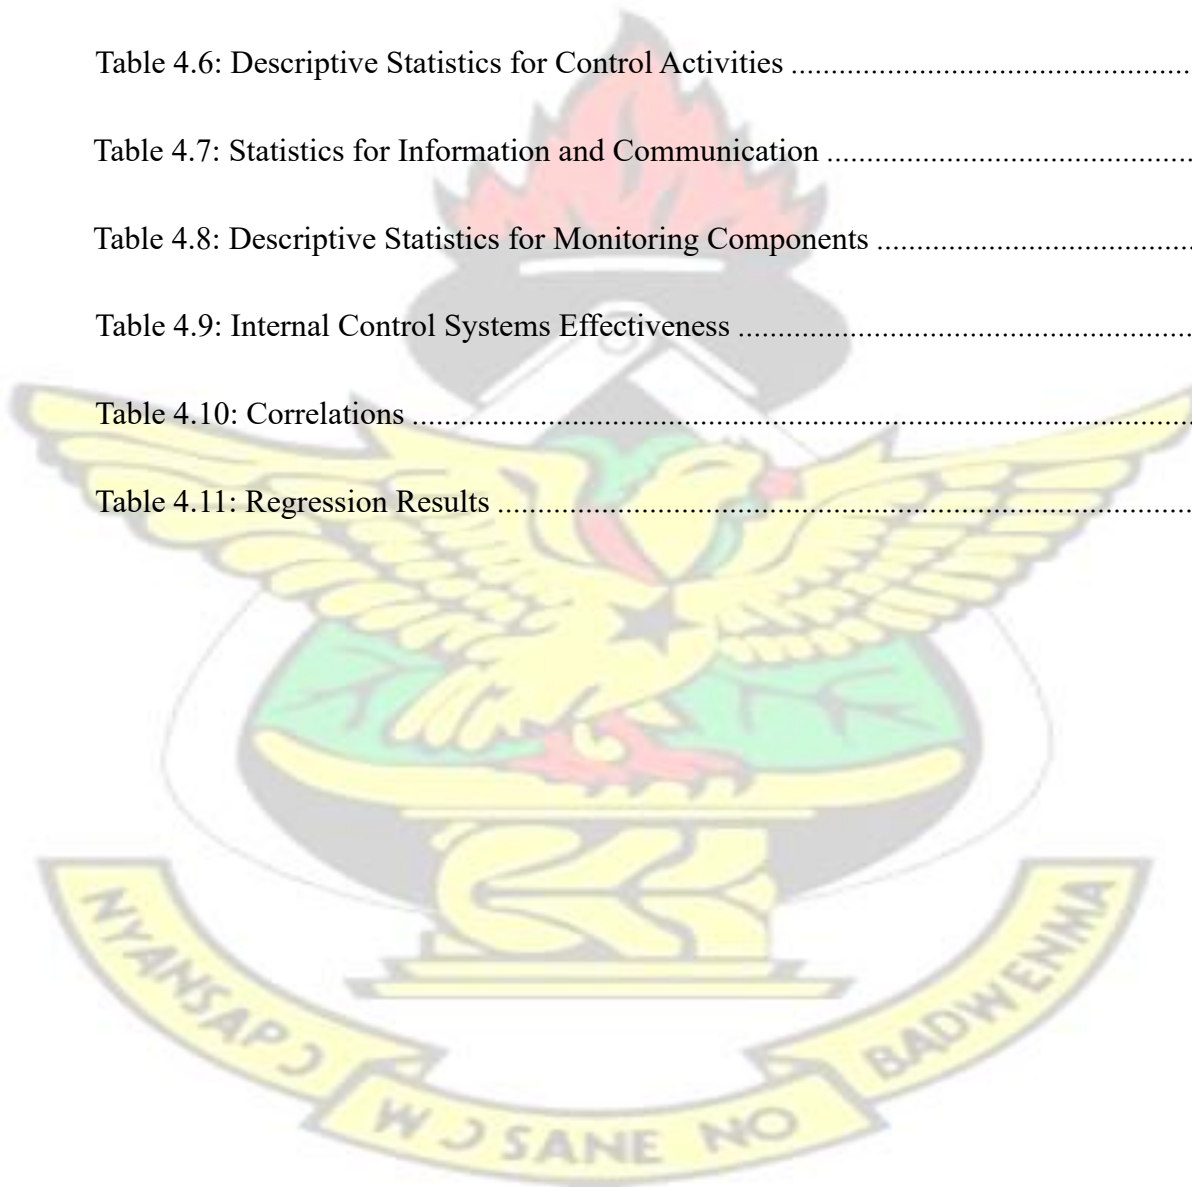 Table 4.6: Descriptive Statistics for Control Activities ..................................................
Table 4.7: Statistics for Information and Communication ..............................................
Table 4.8: Descriptive Statistics for Monitoring Components .......................................
Table 4.9: Internal Control Systems Effectiveness .........................................................
Table 4.10: Correlations ..................................................................................................
Table 4.11: Regression Results .......................................................................................
NYANSAPƆ
WƆSANE NO
BADWENMA